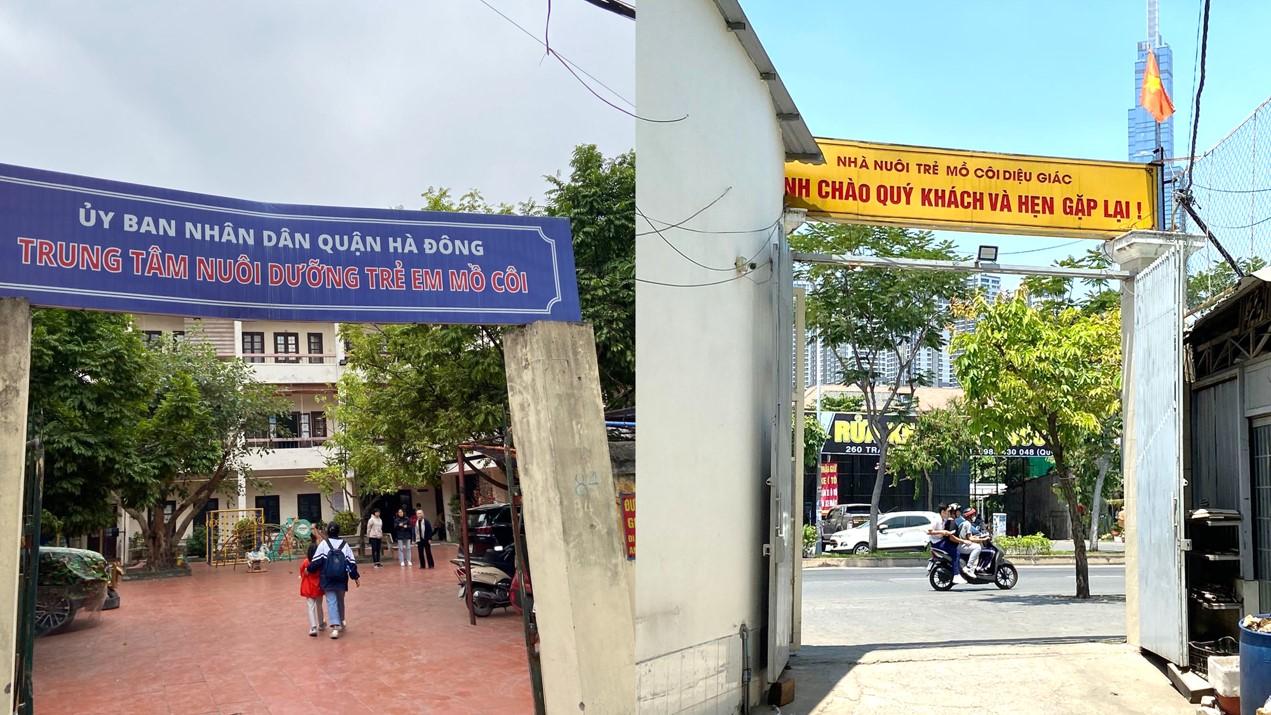 ỦY BAN NHÂN DÂN QUẬN HÀ ĐÔNG
TRUNG TÂM NUÔI DƯỠNG TRẺ EM MỒ CÔI
NHÀ NUÔI TRẺ MỒ CÔI DIỆU GIÁC
NH CHÀO QUÝ KHÁCH VÀ HẸN GẶP LẠI !
RỬA
260